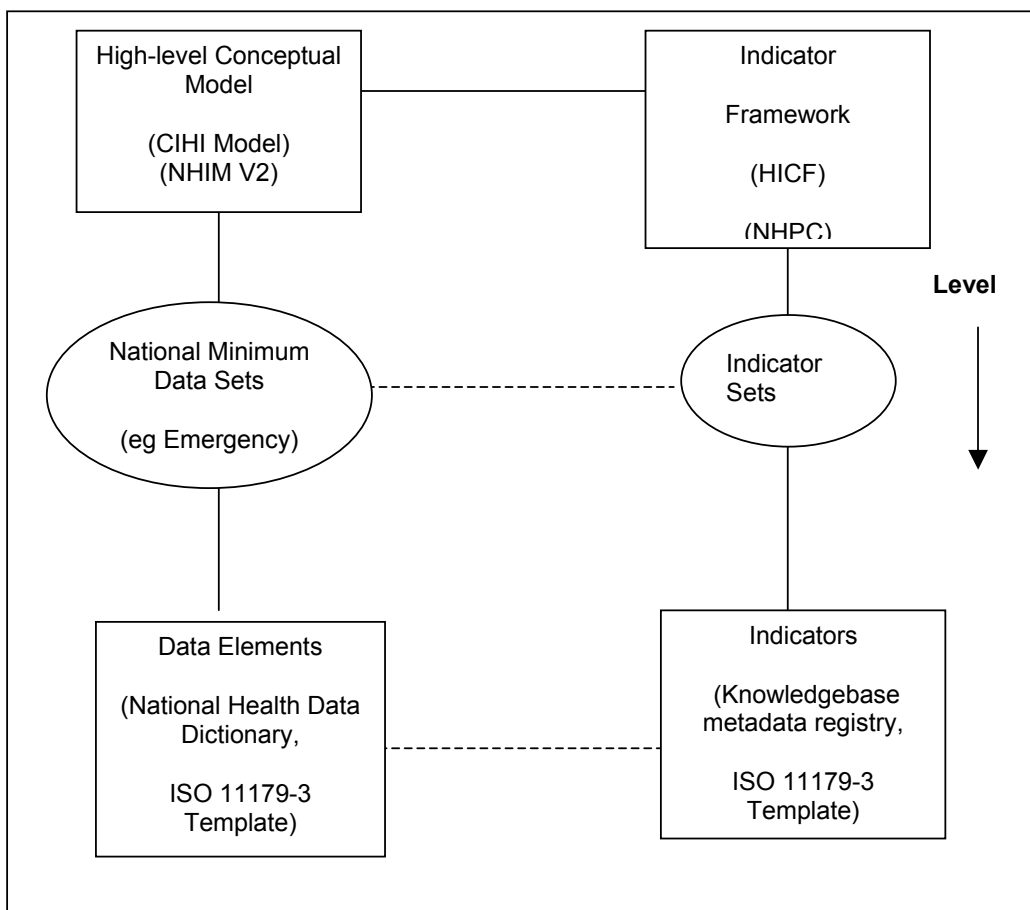 High-level Conceptual
Model
(CIHI Model)
(NHIM V2)
Indicator
Framework
(HICF)
(NHPC)
Level
National Minimum
Data Sets
(eg Emergency)
Indicator
Sets
Data Elements
(National Health Data
Dictionary,
ISO 11179-3
Template)
Indicators
(Knowledgebase
metadata registry,
ISO 11179-3
Template)